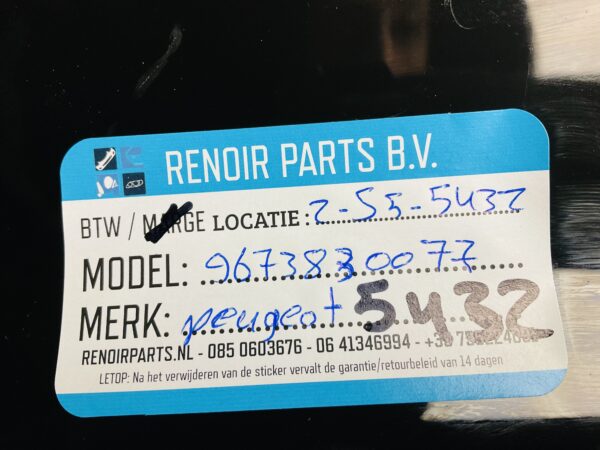 RENOIR PARTS B.V.
BTW / MARGE LOCATIE: 2-S5-5432
MODEL: 9673830077
MERK: peugeot 5432
RENOIRPARTS.NL - 085 0603676 - 06 41346994 -
LETOP: Na het verwijderen van de sticker vervalt de garantie/retourbeleid van 14 dagen